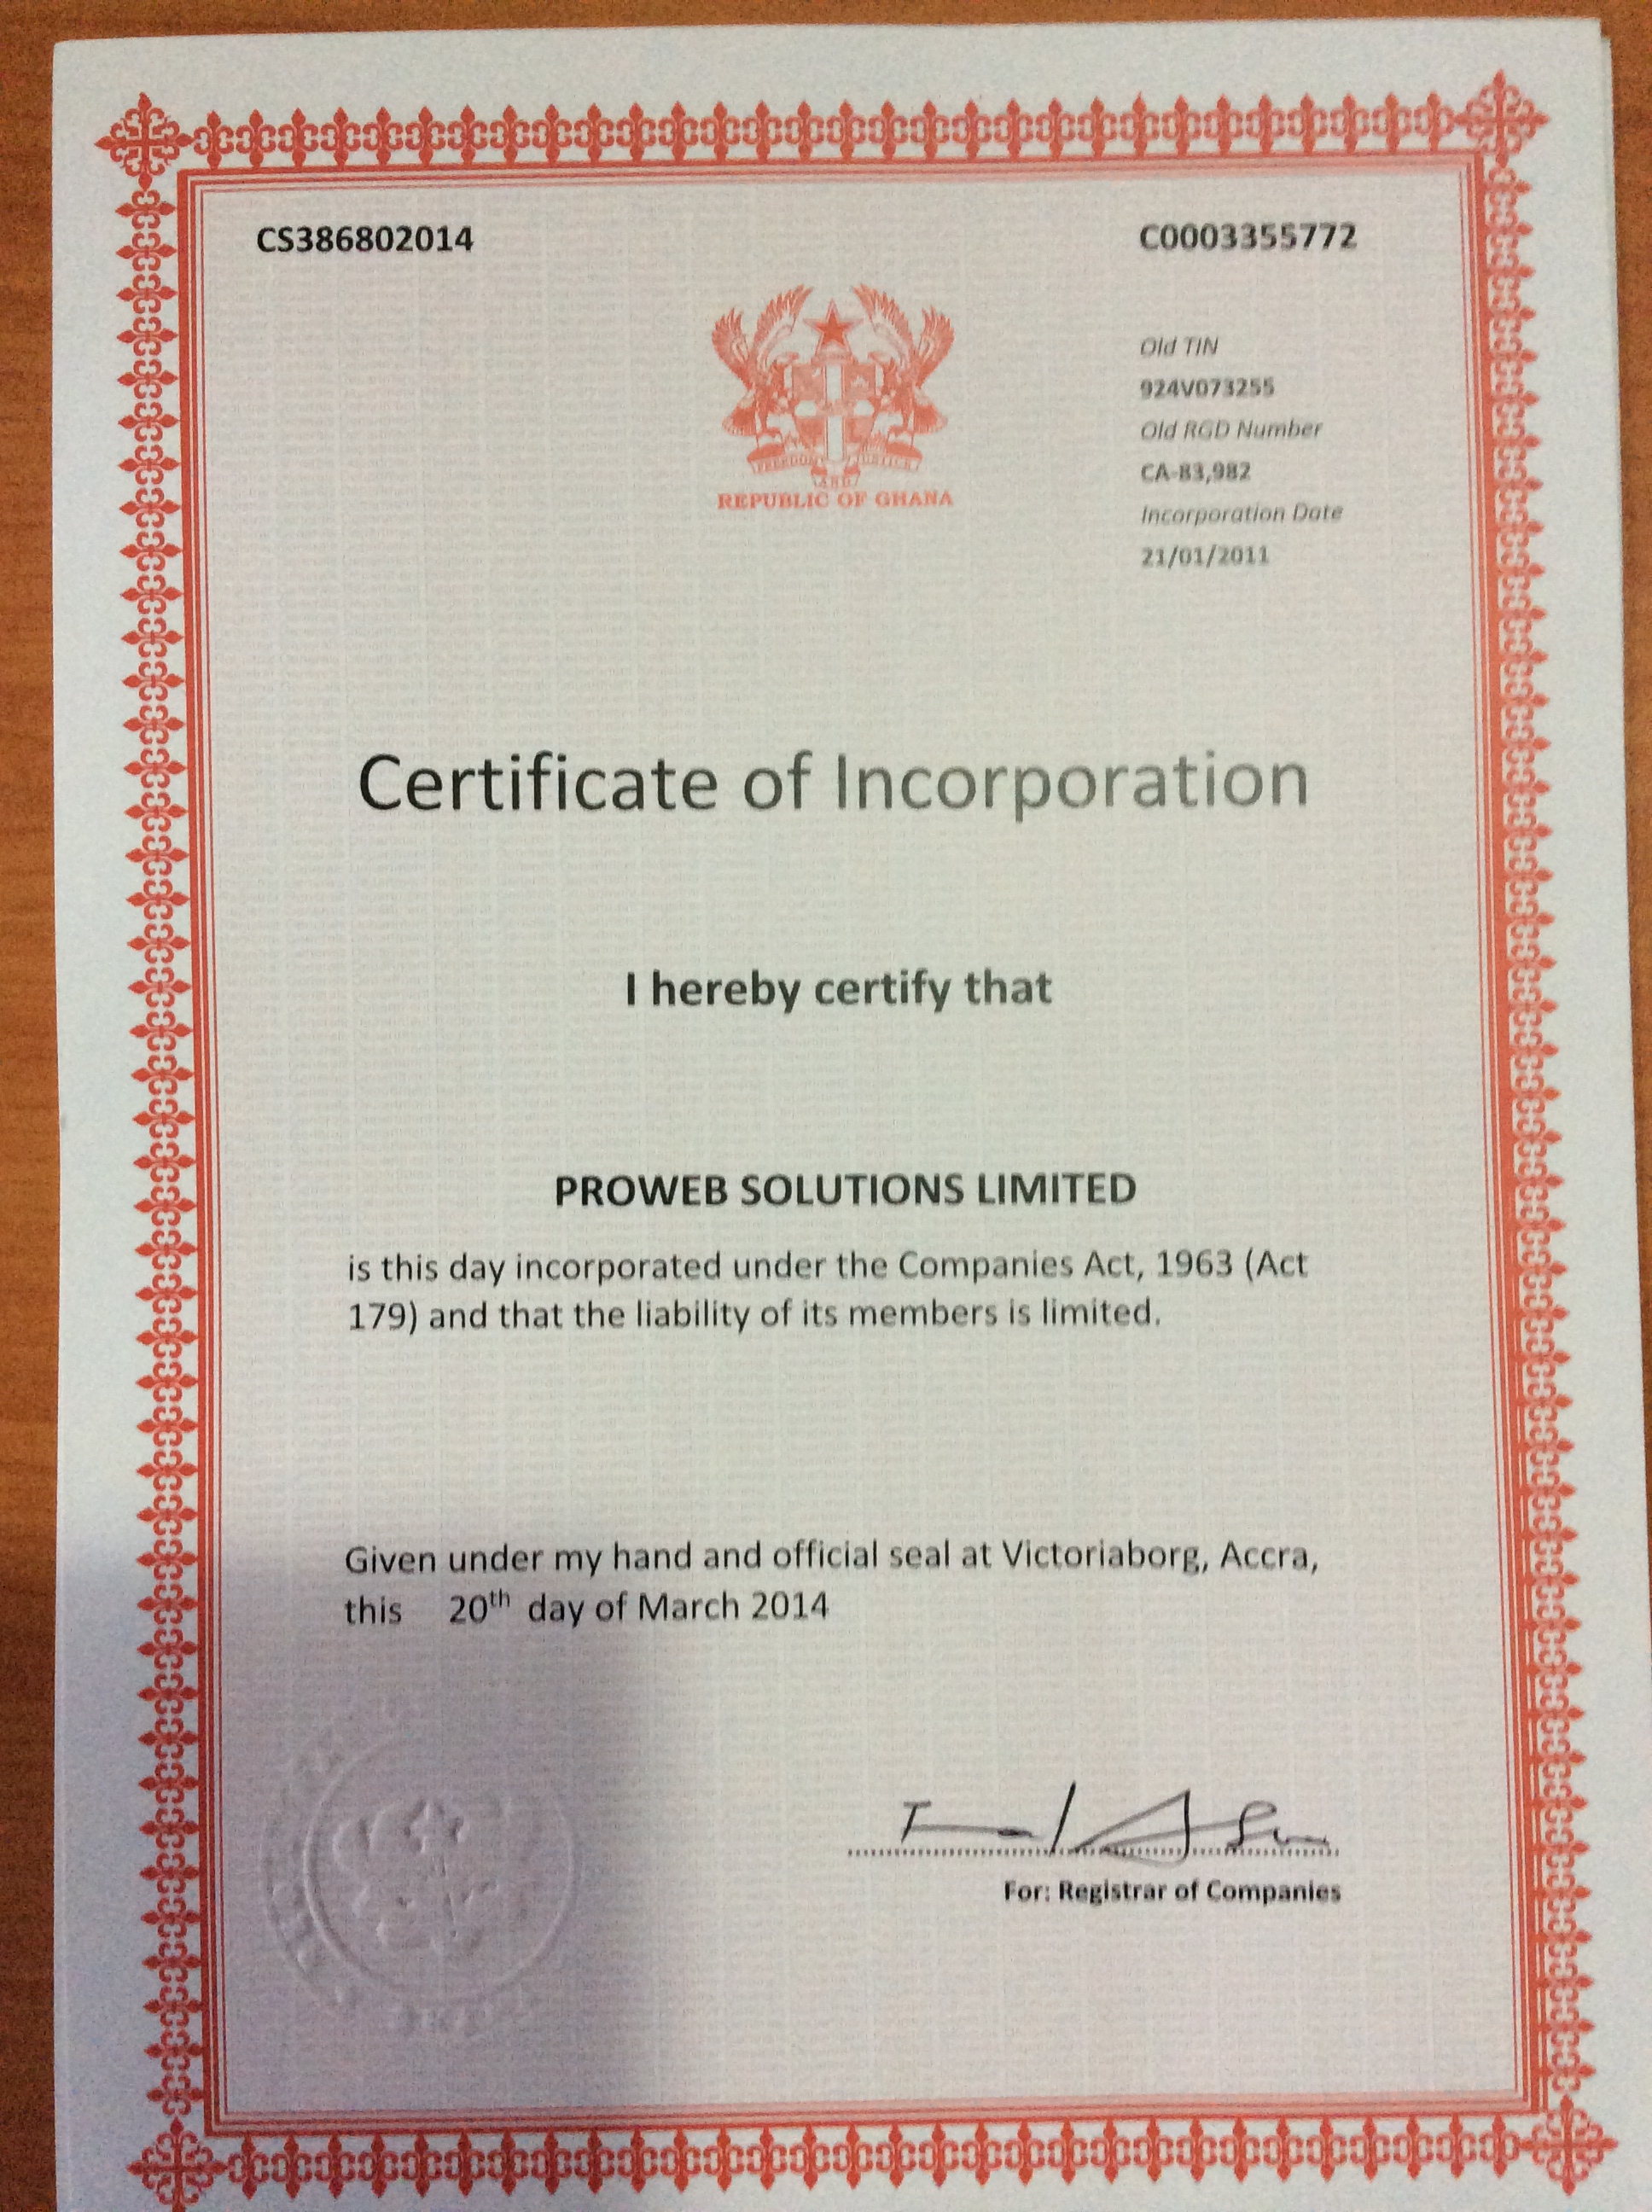 CS386802014
C0003355772
Old TIN
924V073255
Old RGD Number
CA-83,982
Incorporation Date
21/01/2011
FREEDOM JUSTICE
AND
REPUBLIC OF GHANA
Certificate of Incorporation
I hereby certify that
PROWEB SOLUTIONS LIMITED
is this day incorporated under the Companies Act, 1963 (Act
179) and that the liability of its members is limited.
Given under my hand and official seal at Victoriaborg, Accra,
this 20th day of March 2014
For: Registrar of Companies